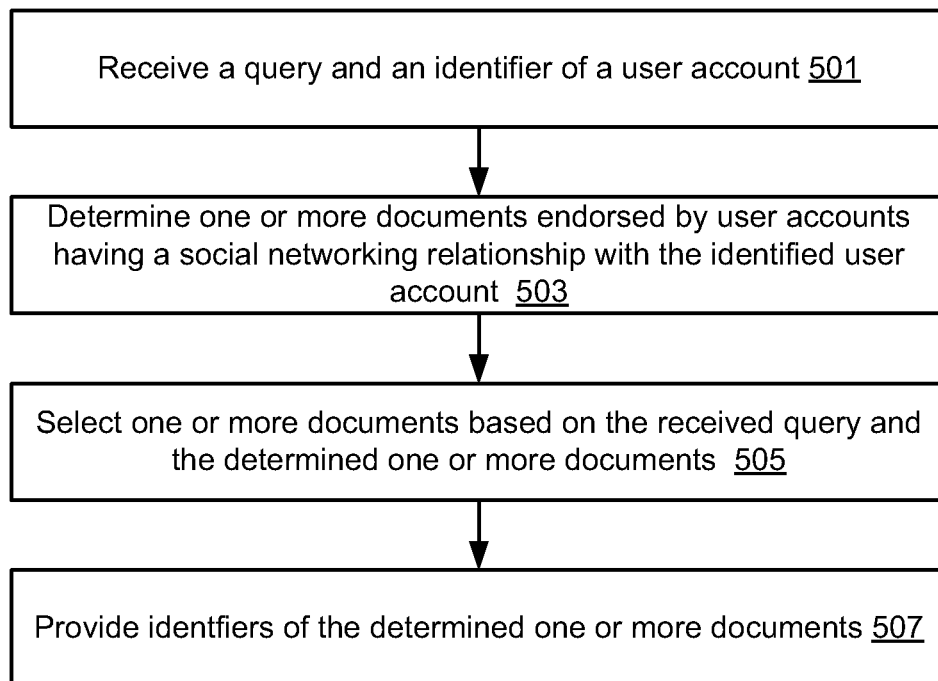 Receive a query and an identifier of a user account 501
Determine one or more documents endorsed by user accounts
having a social networking relationship with the identified user
account 503
Select one or more documents based on the received query and
the determined one or more documents 505
Provide identfiers of the determined one or more documents 507